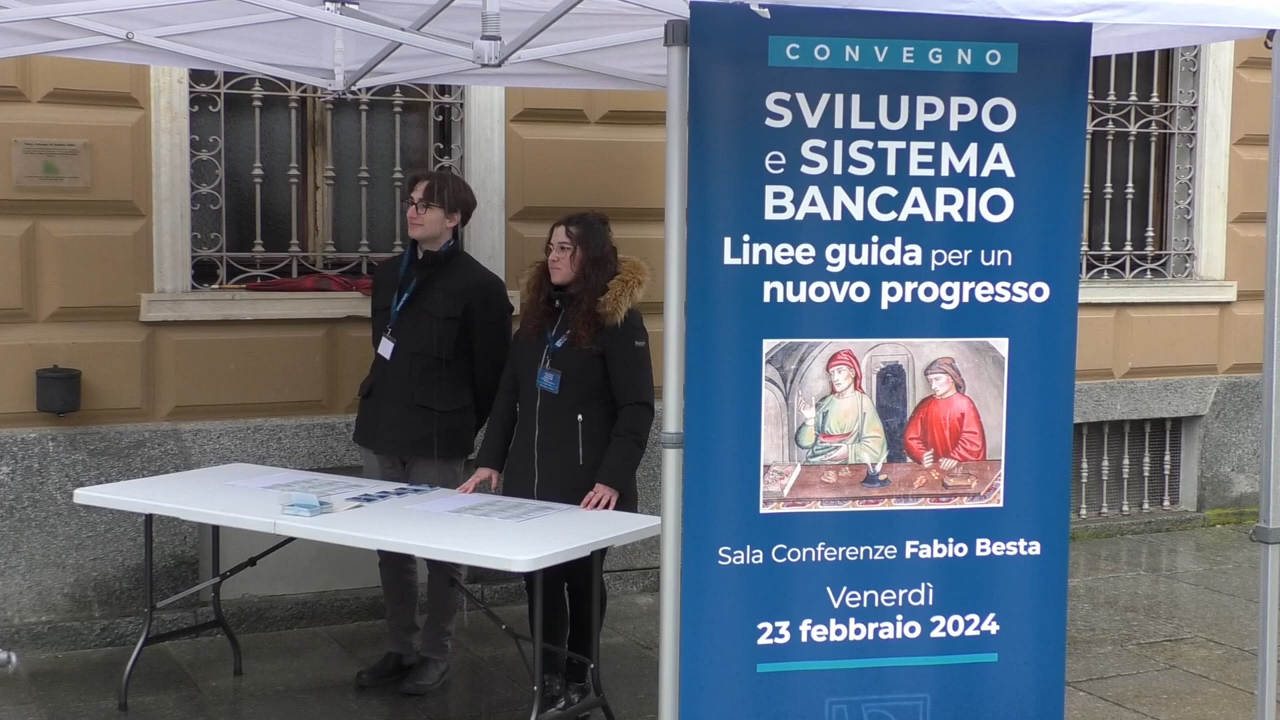 CONVEGNO
SVILUPPO
e SISTEMA
BANCARIO
Linee guida per un
nuovo progresso
Sala Conferenze Fabio Besta
Venerdì
23 febbraio 2024